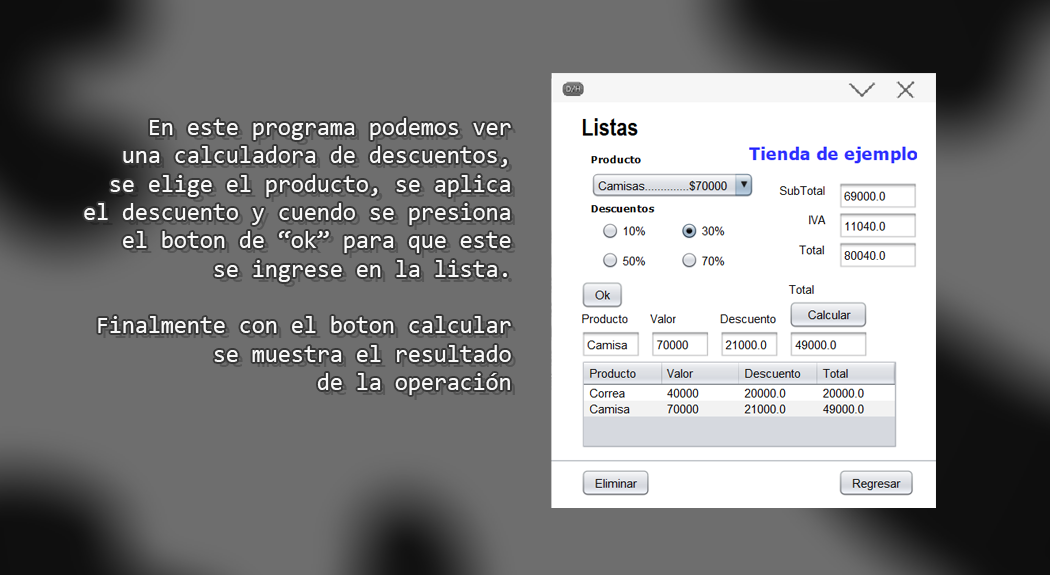 En este programa podemos ver
una calculadora de descuentos,
se elige el producto, se aplica
el descuento y cuendo se presiona
el boton de “ok” para que este
se ingrese en la lista.
Finalmente con el boton calcular
se muestra el resultado
de la operación
D/H
Listas
Tienda de ejemplo
Producto
Camisas.............$70000
Descuentos
10% 30%
50% 70%
SubTotal 69000.0
IVA 11040.0
Total 80040.0
Ok
Total
Calcular
Producto Valor Descuento
Camisa 70000 21000.0 49000.0
Producto Valor Descuento Total
Correa 40000 20000.0 20000.0
Camisa 70000 21000.0 49000.0
Eliminar Regresar